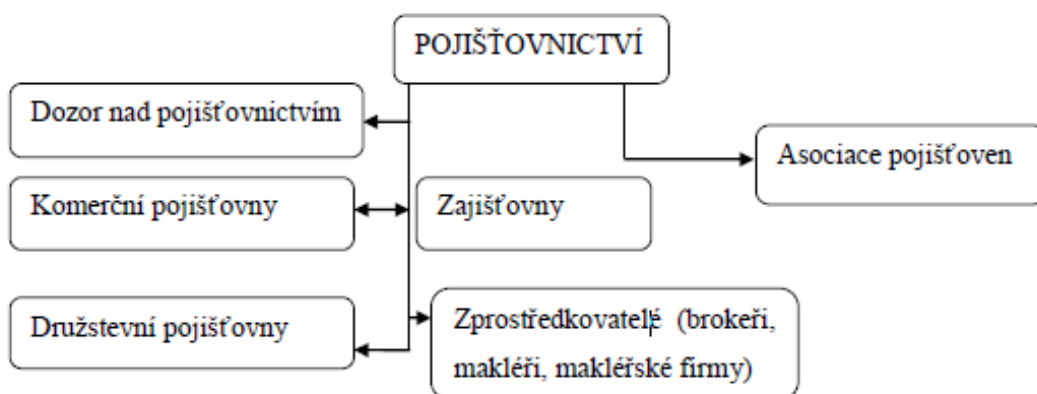 POJIŠŤOVNICTVÍ
Dozor nad pojišťovnictvím
Asociace pojišťoven
Komerční pojišťovny
Zajišťovny
Družstevní pojišťovny
Zprostředkovatelé (brokeři,
makléři, makléřské firmy)